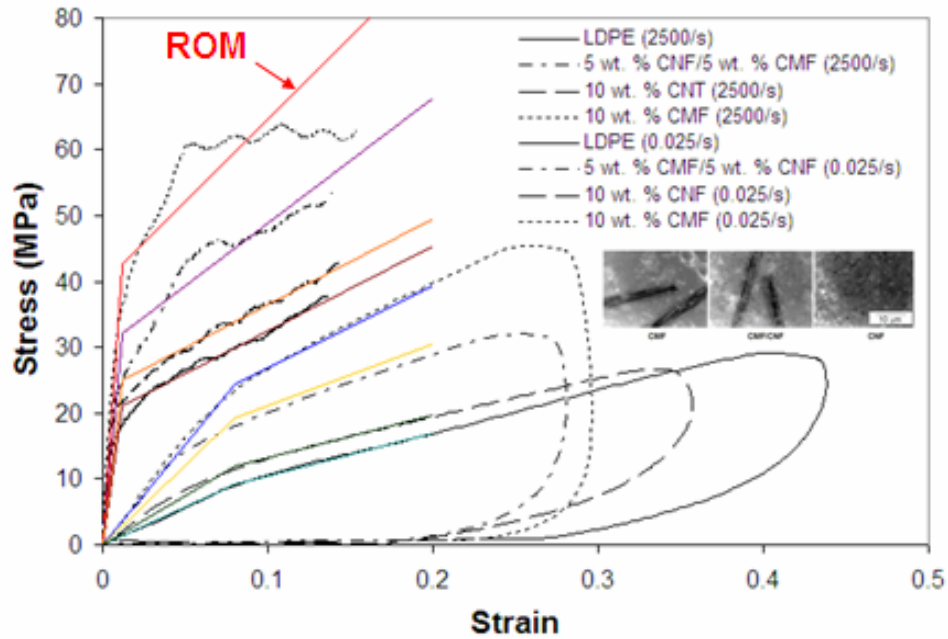 80
70
60
50
40
30
20
10
0
Stress (MPa)
ROM
LDPE (2500/s)
5 wt. % CNF/5 wt. % CMF (2500/s)
10 wt. % CNT (2500/s)
10 wt. % CMF (2500/s)
LDPE (0.025/s)
5 wt. % CMF/5 wt. % CNF (0.025/s)
10 wt. % CNF (0.025/s)
10 wt. % CMF (0.025/s)
10 µm
CMF CMF/CNF CNF
0 0.1 0.2 0.3 0.4 0.5
Strain